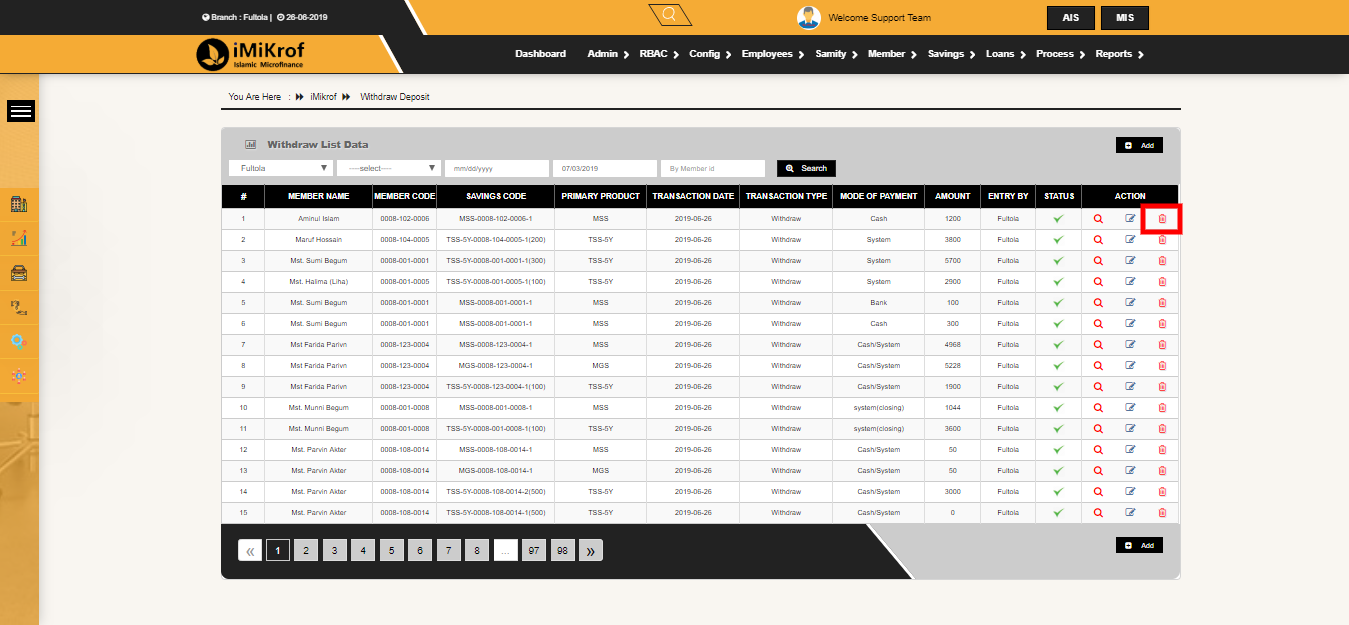 Branch : Fultola | 26-06-2019
Welcome Support Team
AIS MIS
iMiKrof
Islamic Microfinance
Dashboard Admin RBAC Config Employees Samity Member Savings Loans Process Reports
You Are Here : iMikrof Withdraw Deposit
Withdraw List Data
Add
Fultola ----select---- mm/dd/yyyy 07/03/2019 By Member id Search
# MEMBER NAME MEMBER CODE SAVINGS CODE PRIMARY PRODUCT TRANSACTION DATE TRANSACTION TYPE MODE OF PAYMENT AMOUNT ENTRY BY STATUS ACTION
1 Aminul Islam 0008-102-0006 MSS-0008-102-0006-1 MSS 2019-06-26 Withdraw Cash 1200 Fultola
2 Maruf Hossain 0008-104-0005 TSS-5Y-0008-104-0005-1(200) TSS-5Y 2019-06-26 Withdraw System 3800 Fultola
3 Mst. Sumi Begum 0008-001-0001 TSS-5Y-0008-001-0001-1(300) TSS-5Y 2019-06-26 Withdraw System 5700 Fultola
4 Mst. Halima (Liha) 0008-001-0005 TSS-5Y-0008-001-0005-1(100) TSS-5Y 2019-06-26 Withdraw System 2900 Fultola
5 Mst. Sumi Begum 0008-001-0001 MSS-0008-001-0001-1 MSS 2019-06-26 Withdraw Bank 100 Fultola
6 Mst. Sumi Begum 0008-001-0001 MSS-0008-001-0001-1 MSS 2019-06-26 Withdraw Cash 300 Fultola
7 Mst Farida Parivn 0008-123-0004 MSS-0008-123-0004-1 MSS 2019-06-26 Withdraw Cash/System 4968 Fultola
8 Mst Farida Parivn 0008-123-0004 MGS-0008-123-0004-1 MGS 2019-06-26 Withdraw Cash/System 5228 Fultola
9 Mst Farida Parivn 0008-123-0004 TSS-5Y-0008-123-0004-1(100) TSS-5Y 2019-06-26 Withdraw Cash/System 1900 Fultola
10 Mst. Munni Begum 0008-001-0008 MSS-0008-001-0008-1 MSS 2019-06-26 Withdraw system(closing) 1044 Fultola
11 Mst. Munni Begum 0008-001-0008 TSS-5Y-0008-001-0008-1(100) TSS-5Y 2019-06-26 Withdraw system(closing) 3600 Fultola
12 Mst. Parvin Akter 0008-108-0014 MSS-0008-108-0014-1 MSS 2019-06-26 Withdraw Cash/System 50 Fultola
13 Mst. Parvin Akter 0008-108-0014 MGS-0008-108-0014-1 MGS 2019-06-26 Withdraw Cash/System 50 Fultola
14 Mst. Parvin Akter 0008-108-0014 TSS-5Y-0008-108-0014-2(500) TSS-5Y 2019-06-26 Withdraw Cash/System 3000 Fultola
15 Mst. Parvin Akter 0008-108-0014 TSS-5Y-0008-108-0014-1(500) TSS-5Y 2019-06-26 Withdraw Cash/System 0 Fultola
« 1 2 3 4 5 6 7 8 ... 97 98 »
Add